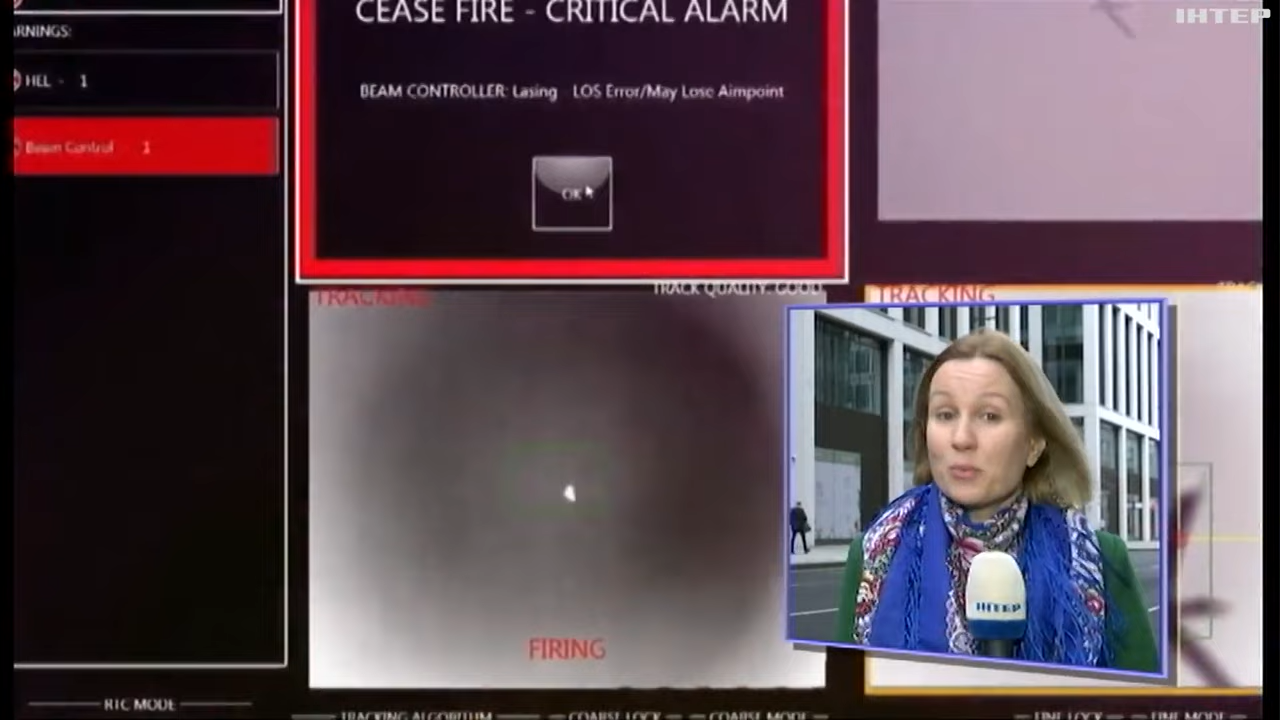 CEASE FIRE - CRITICAL ALARM
ІНТЕР
ARNINGS:
HEL - 1
BEAM CONTROLLER: Lasing LOS Error/May Lose Aimpoint
Beam Control 1
OK
TRACKING
TRACK QUALITY: GOOD
TRACKING
ІНТЕР
FIRING
RTC MODE
TRACKING ALGORITHM
COARSE LOCK
COARSE MODE
FINE LOCK
FINE MODE